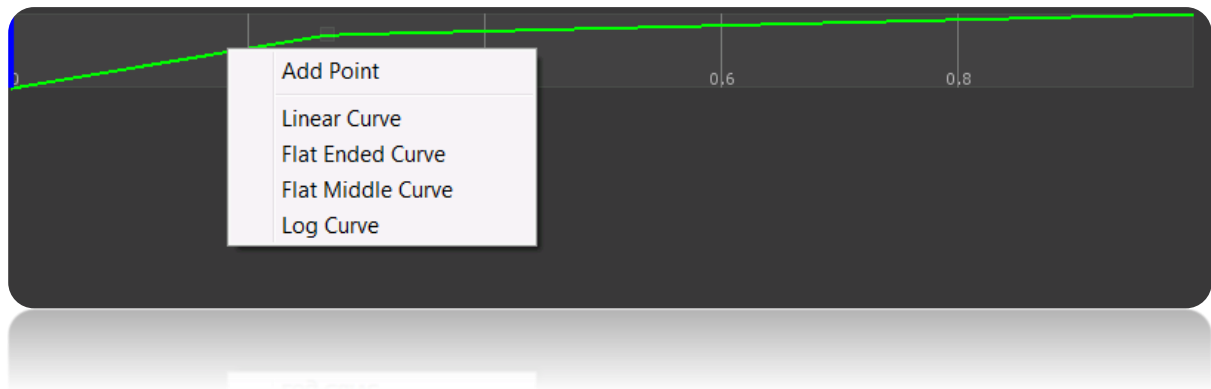 0
0,6
0,8
Add Point
Linear Curve
Flat Ended Curve
Flat Middle Curve
Log Curve